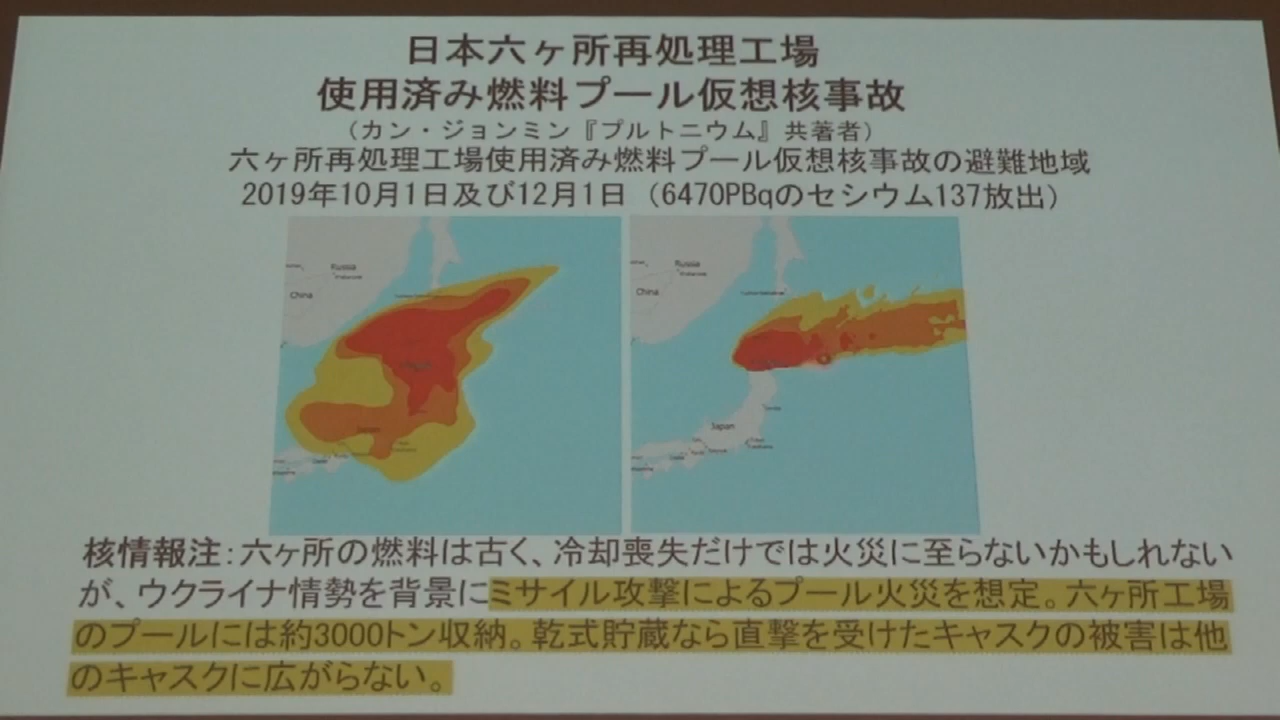 日本六ヶ所再処理工場
使用済み燃料プール仮想核事故
（カン・ジョンミン『プルトニウム』共著者）
六ヶ所再処理工場使用済み燃料プール仮想核事故の避難地域
2019年10月1日及び12月1日（6470PBqのセシウム137放出）
Russia
China
Japan
Russia
China
Japan
核情報注：六ヶ所の燃料は古く、冷却喪失だけでは火災に至らないかもしれない
が、ウクライナ情勢を背景にミサイル攻撃によるプール火災を想定。六ヶ所工場
のプールには約3000トン収納。乾式貯蔵なら直撃を受けたキャスクの被害は他
のキャスクに広がらない。